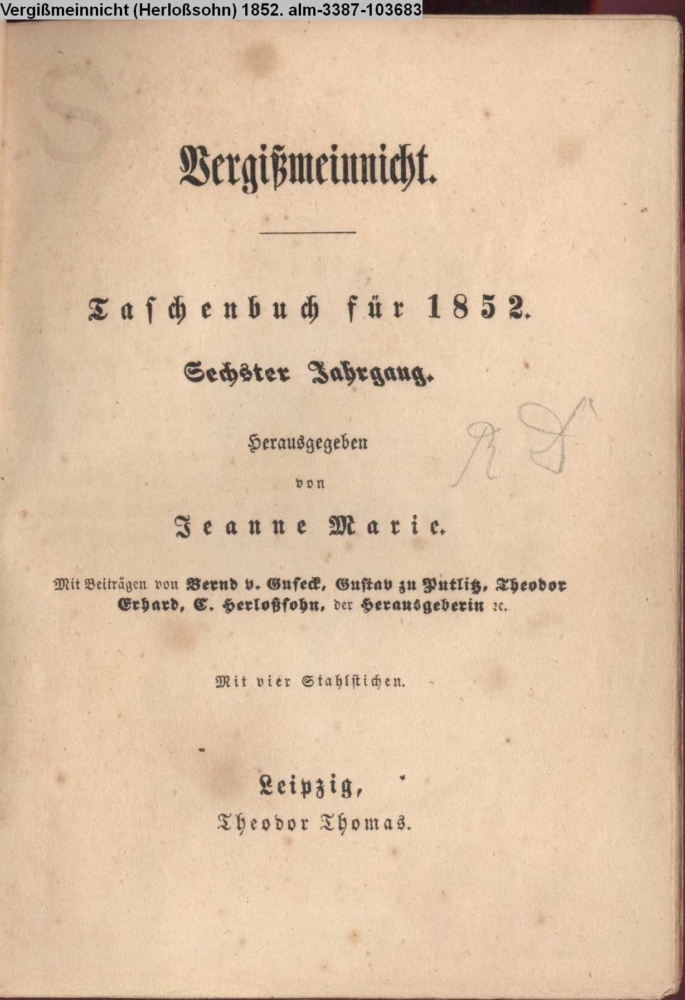 Vergißmeinnicht (Herloßsohn) 1852. alm-3387-103683
Vergißmeinnicht.
Taschenbuch für 1852.
Sechster Jahrgang.
Herausgegeben
von
Jeanne Marie.
Mit Beiträgen von Bernd v. Guseck, Gustav zu Putlitz, Theodor
Erhard, C. Herloßsohn, der Herausgeberin ꝛc.
Mit vier Stahlstichen.
Leipzig,
Theodor Thomas.